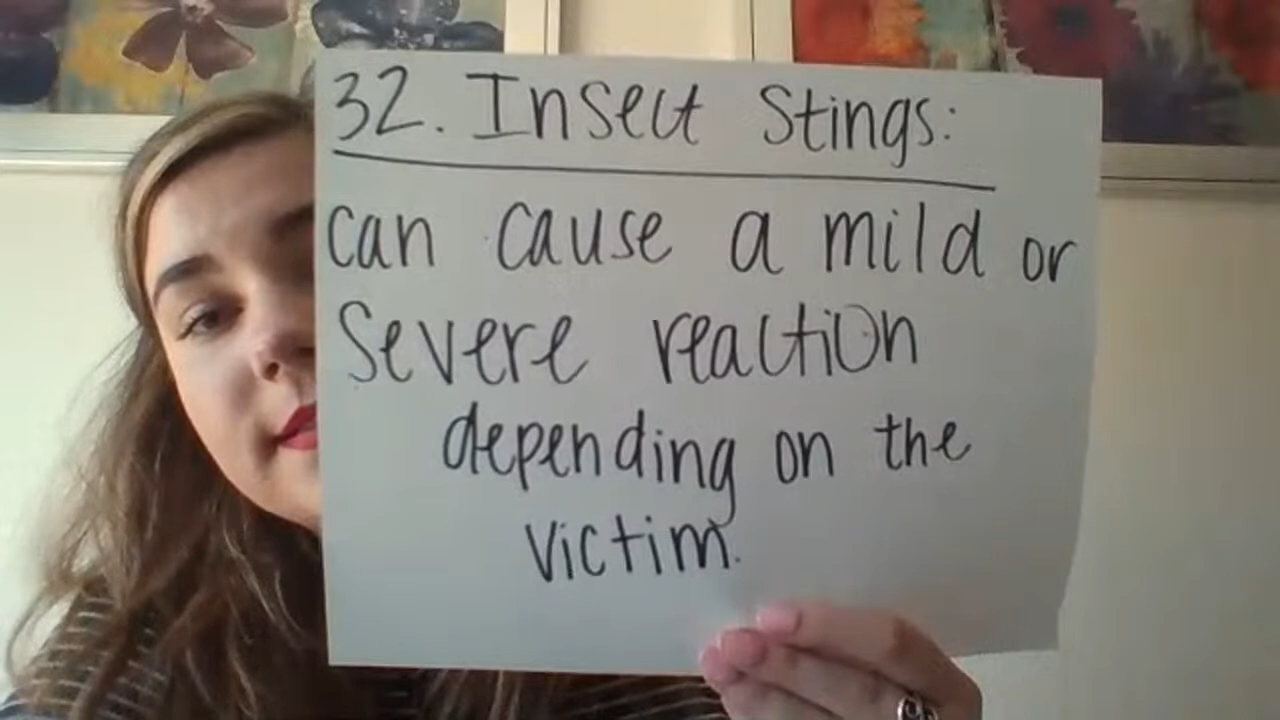 32. Insect Stings:
can cause a mild or
severe reaction
depending on the
victim.